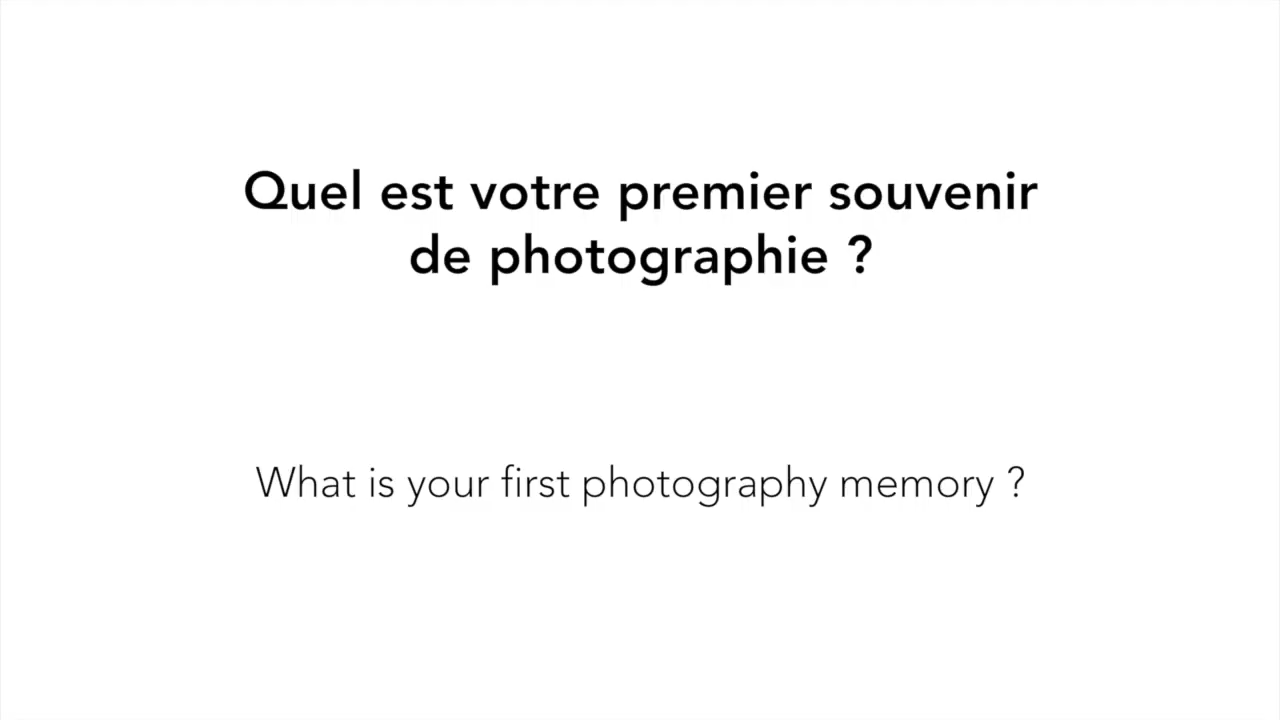 Quel est votre premier souvenir
de photographie ?
What is your first photography memory ?